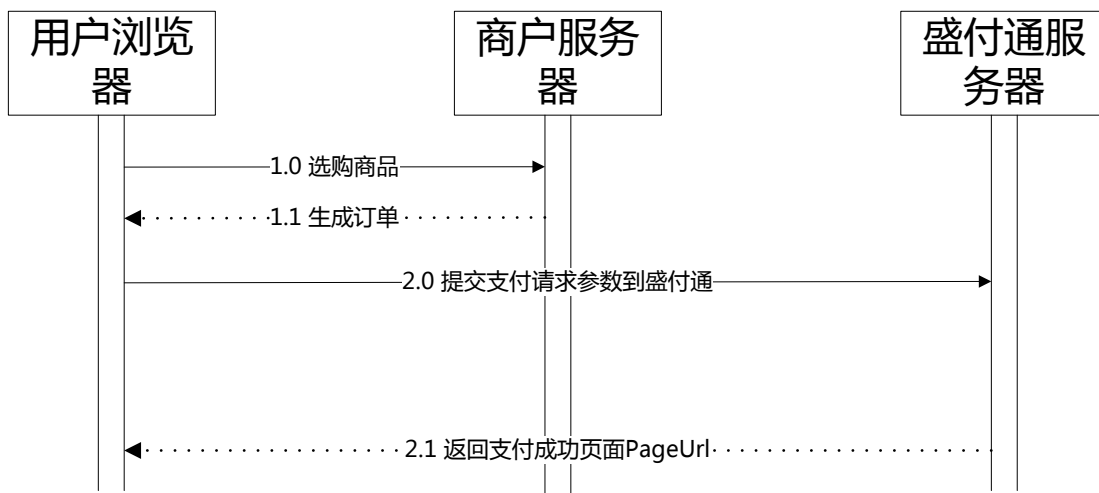 用户浏览
器
商户服务
器
盛付通服
务器
1.0 选购商品
1.1 生成订单
2.0 提交支付请求参数到盛付通
2.1 返回支付成功页面PageUrl